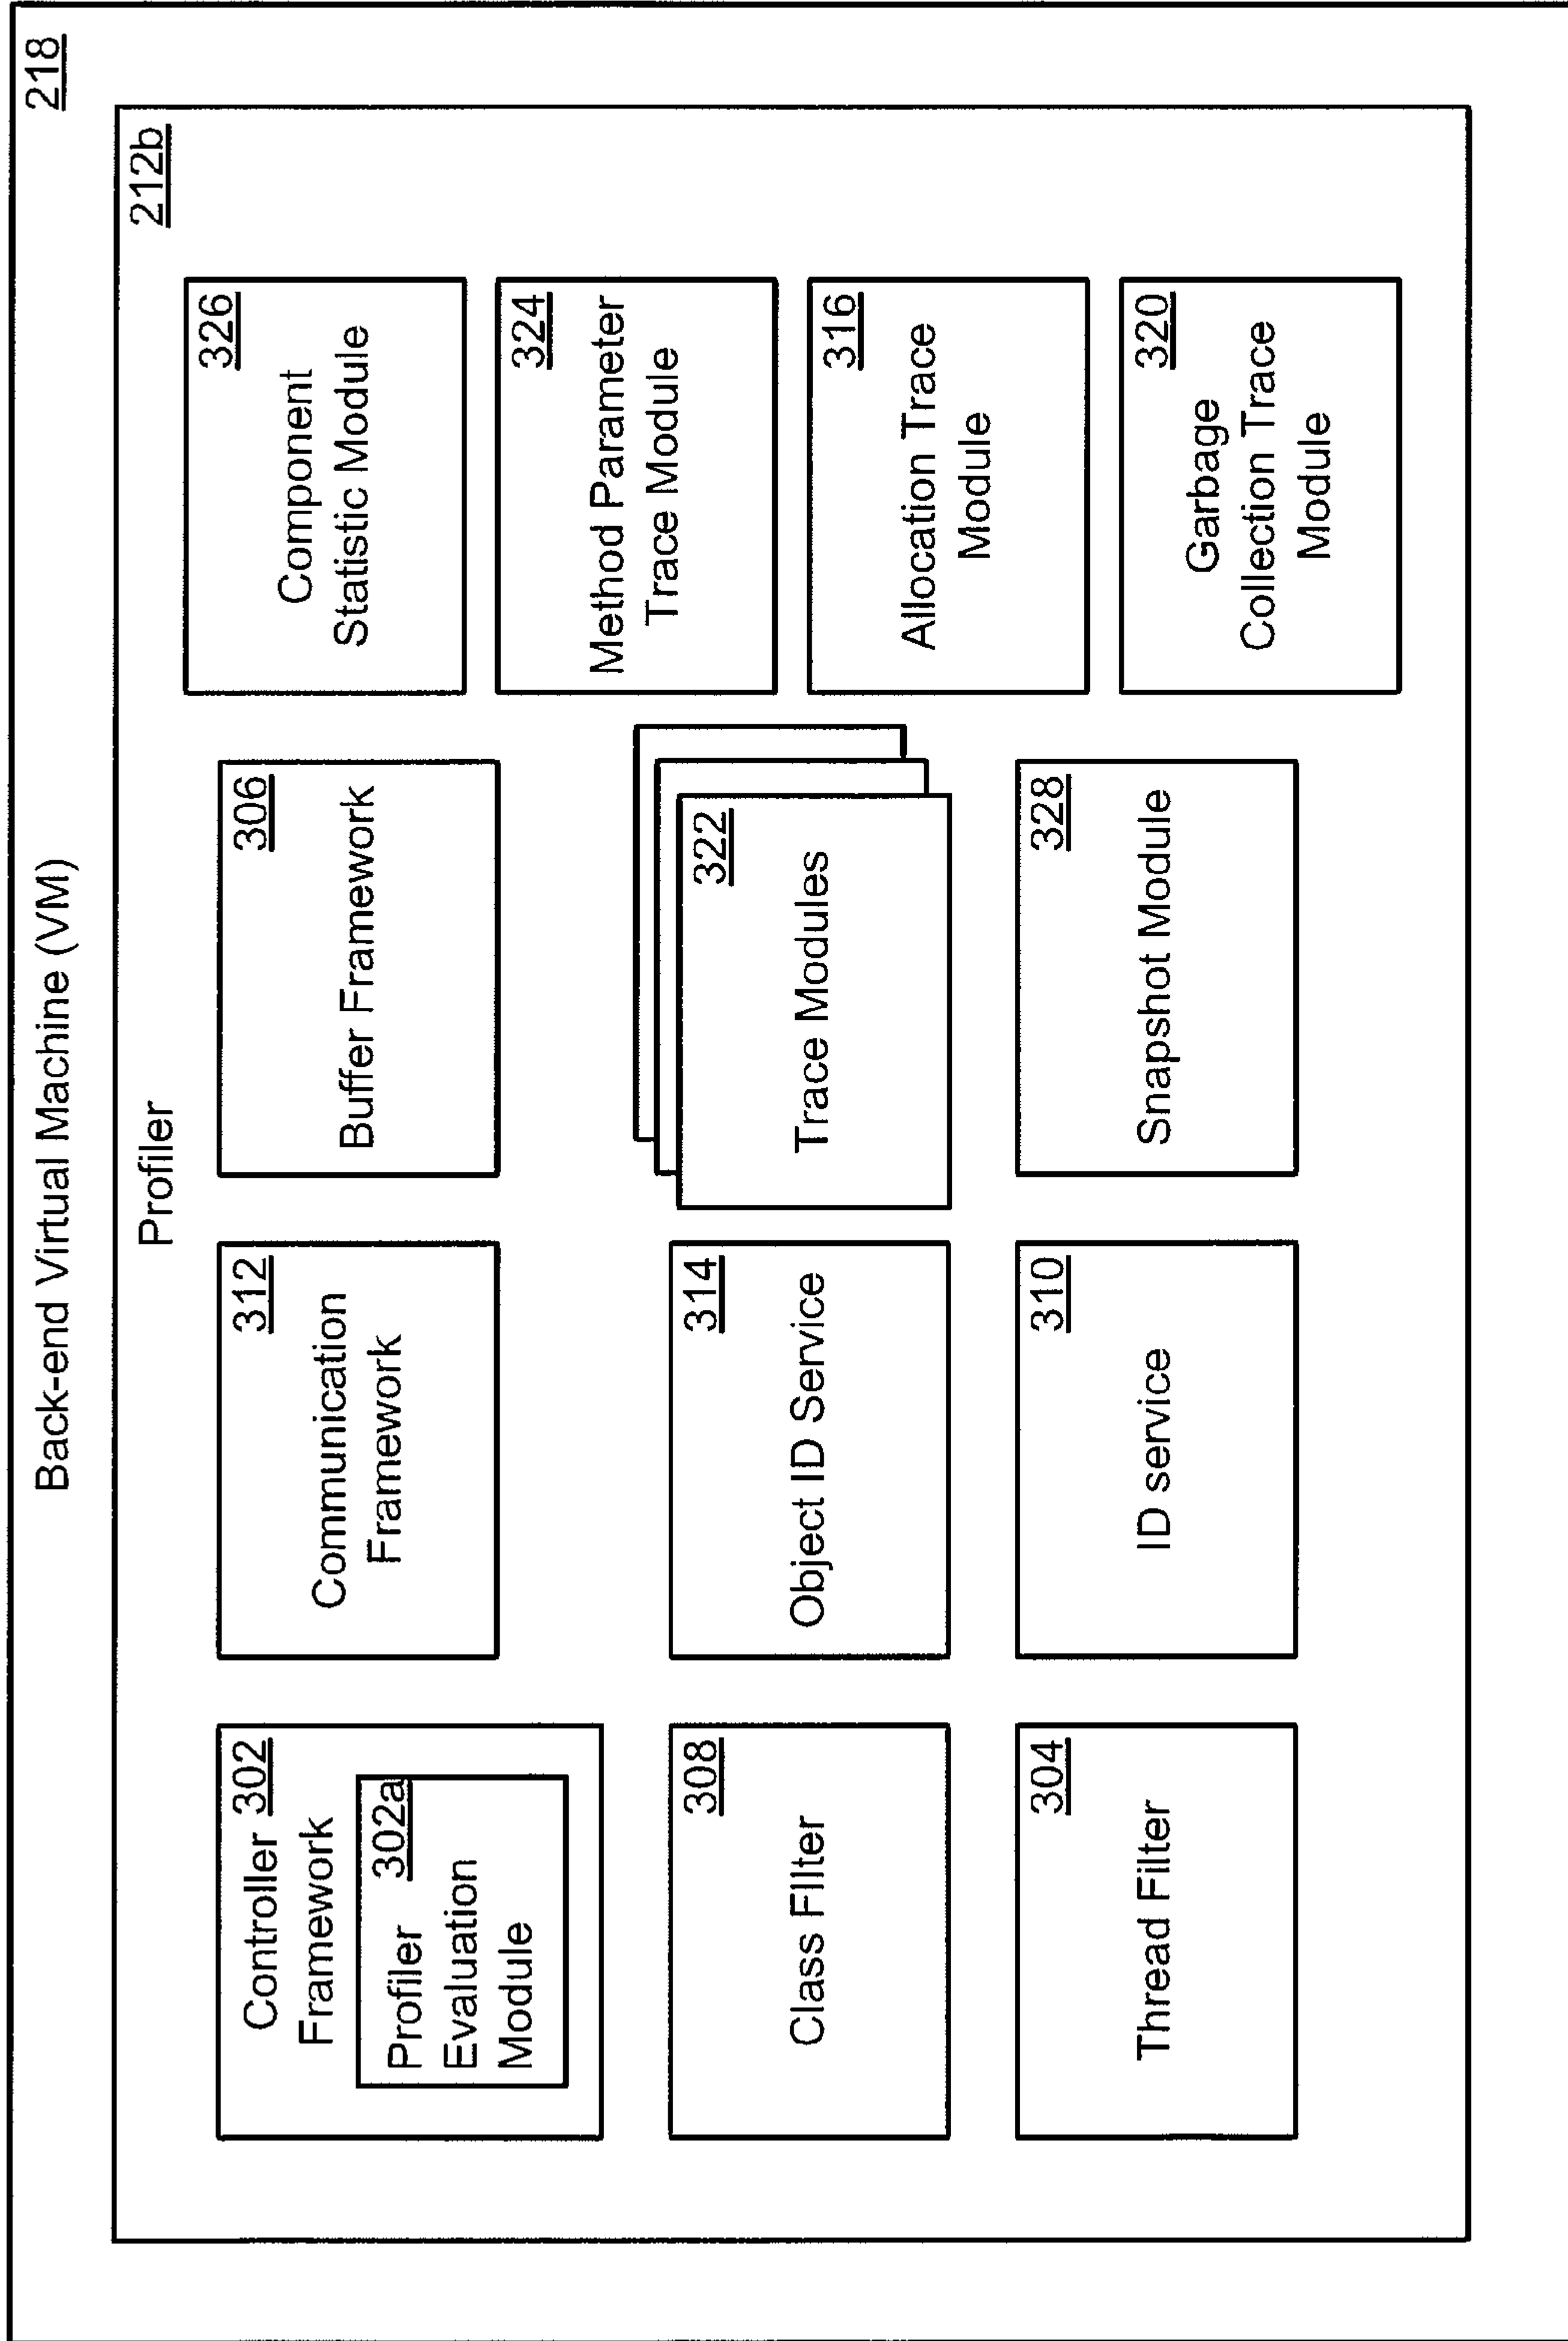 Back-end Virtual Machine (VM)
218
Profiler
212b
Controller 302
Framework
Profiler 302a
Evaluation
Module
312
Communication
Framework
306
Buffer Framework
326
Component
Statistic Module
324
Method Parameter
Trace Module
308
Class Filter
314
Object ID Service
322
Trace Modules
316
Allocation Trace
Module
304
Thread Filter
310
ID service
328
Snapshot Module
320
Garbage
Collection Trace
Module